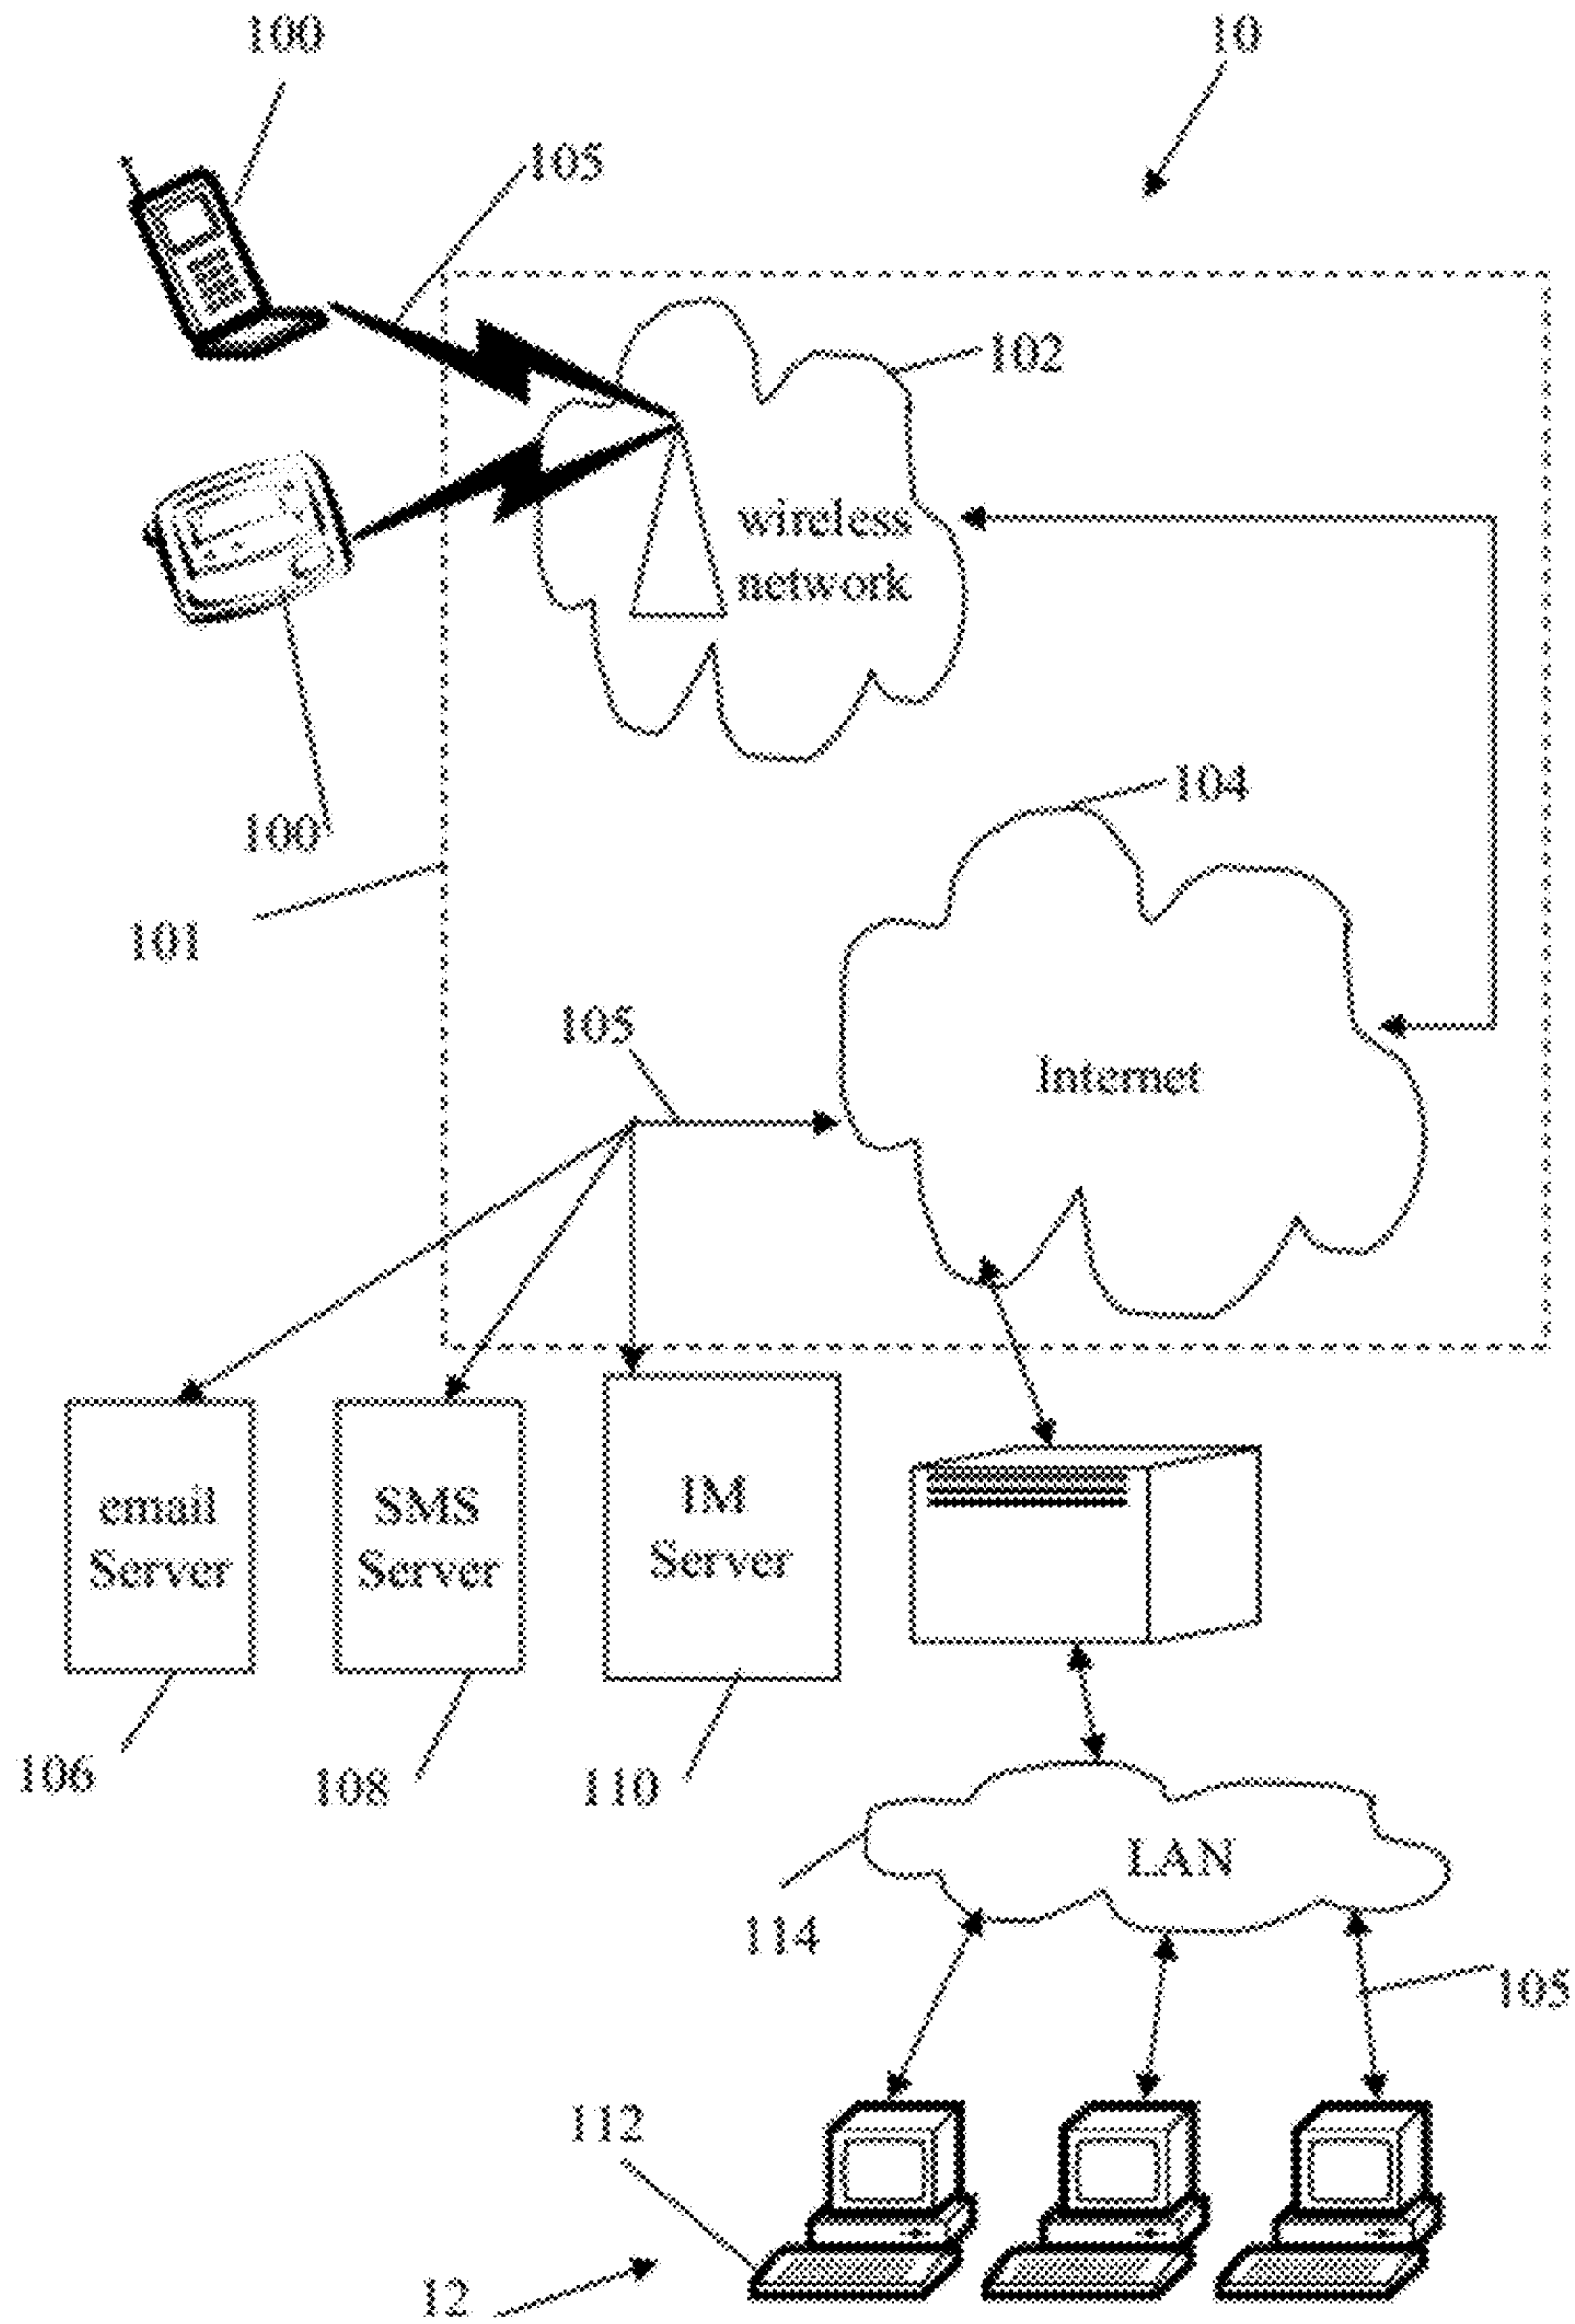 100
10
105
102
wireless
network
100
104
101
105
Internet
email
Server
SMS
Server
IM
Server
106
108
110
LAN
114
105
112
12